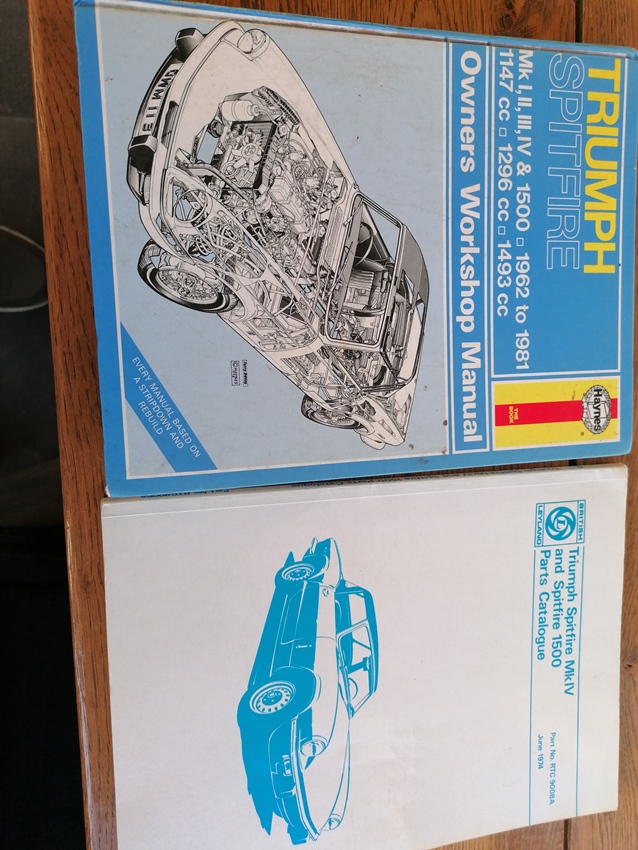 TRIUMPH
SPITFIRE
Mk I, II, III, IV & 1500 ▫ 1962 to 1981
1147 cc ▫ 1296 cc ▫ 1493 cc
Owners Workshop Manual
Haynes
THE BOOK
EVERY MANUAL BASED ON
A STRIPDOWN AND
REBUILD
BRITISH
LEYLAND
Triumph Spitfire MkIV
and Spitfire 1500
Parts Catalogue
Part No. RTC 9008A
June 1974